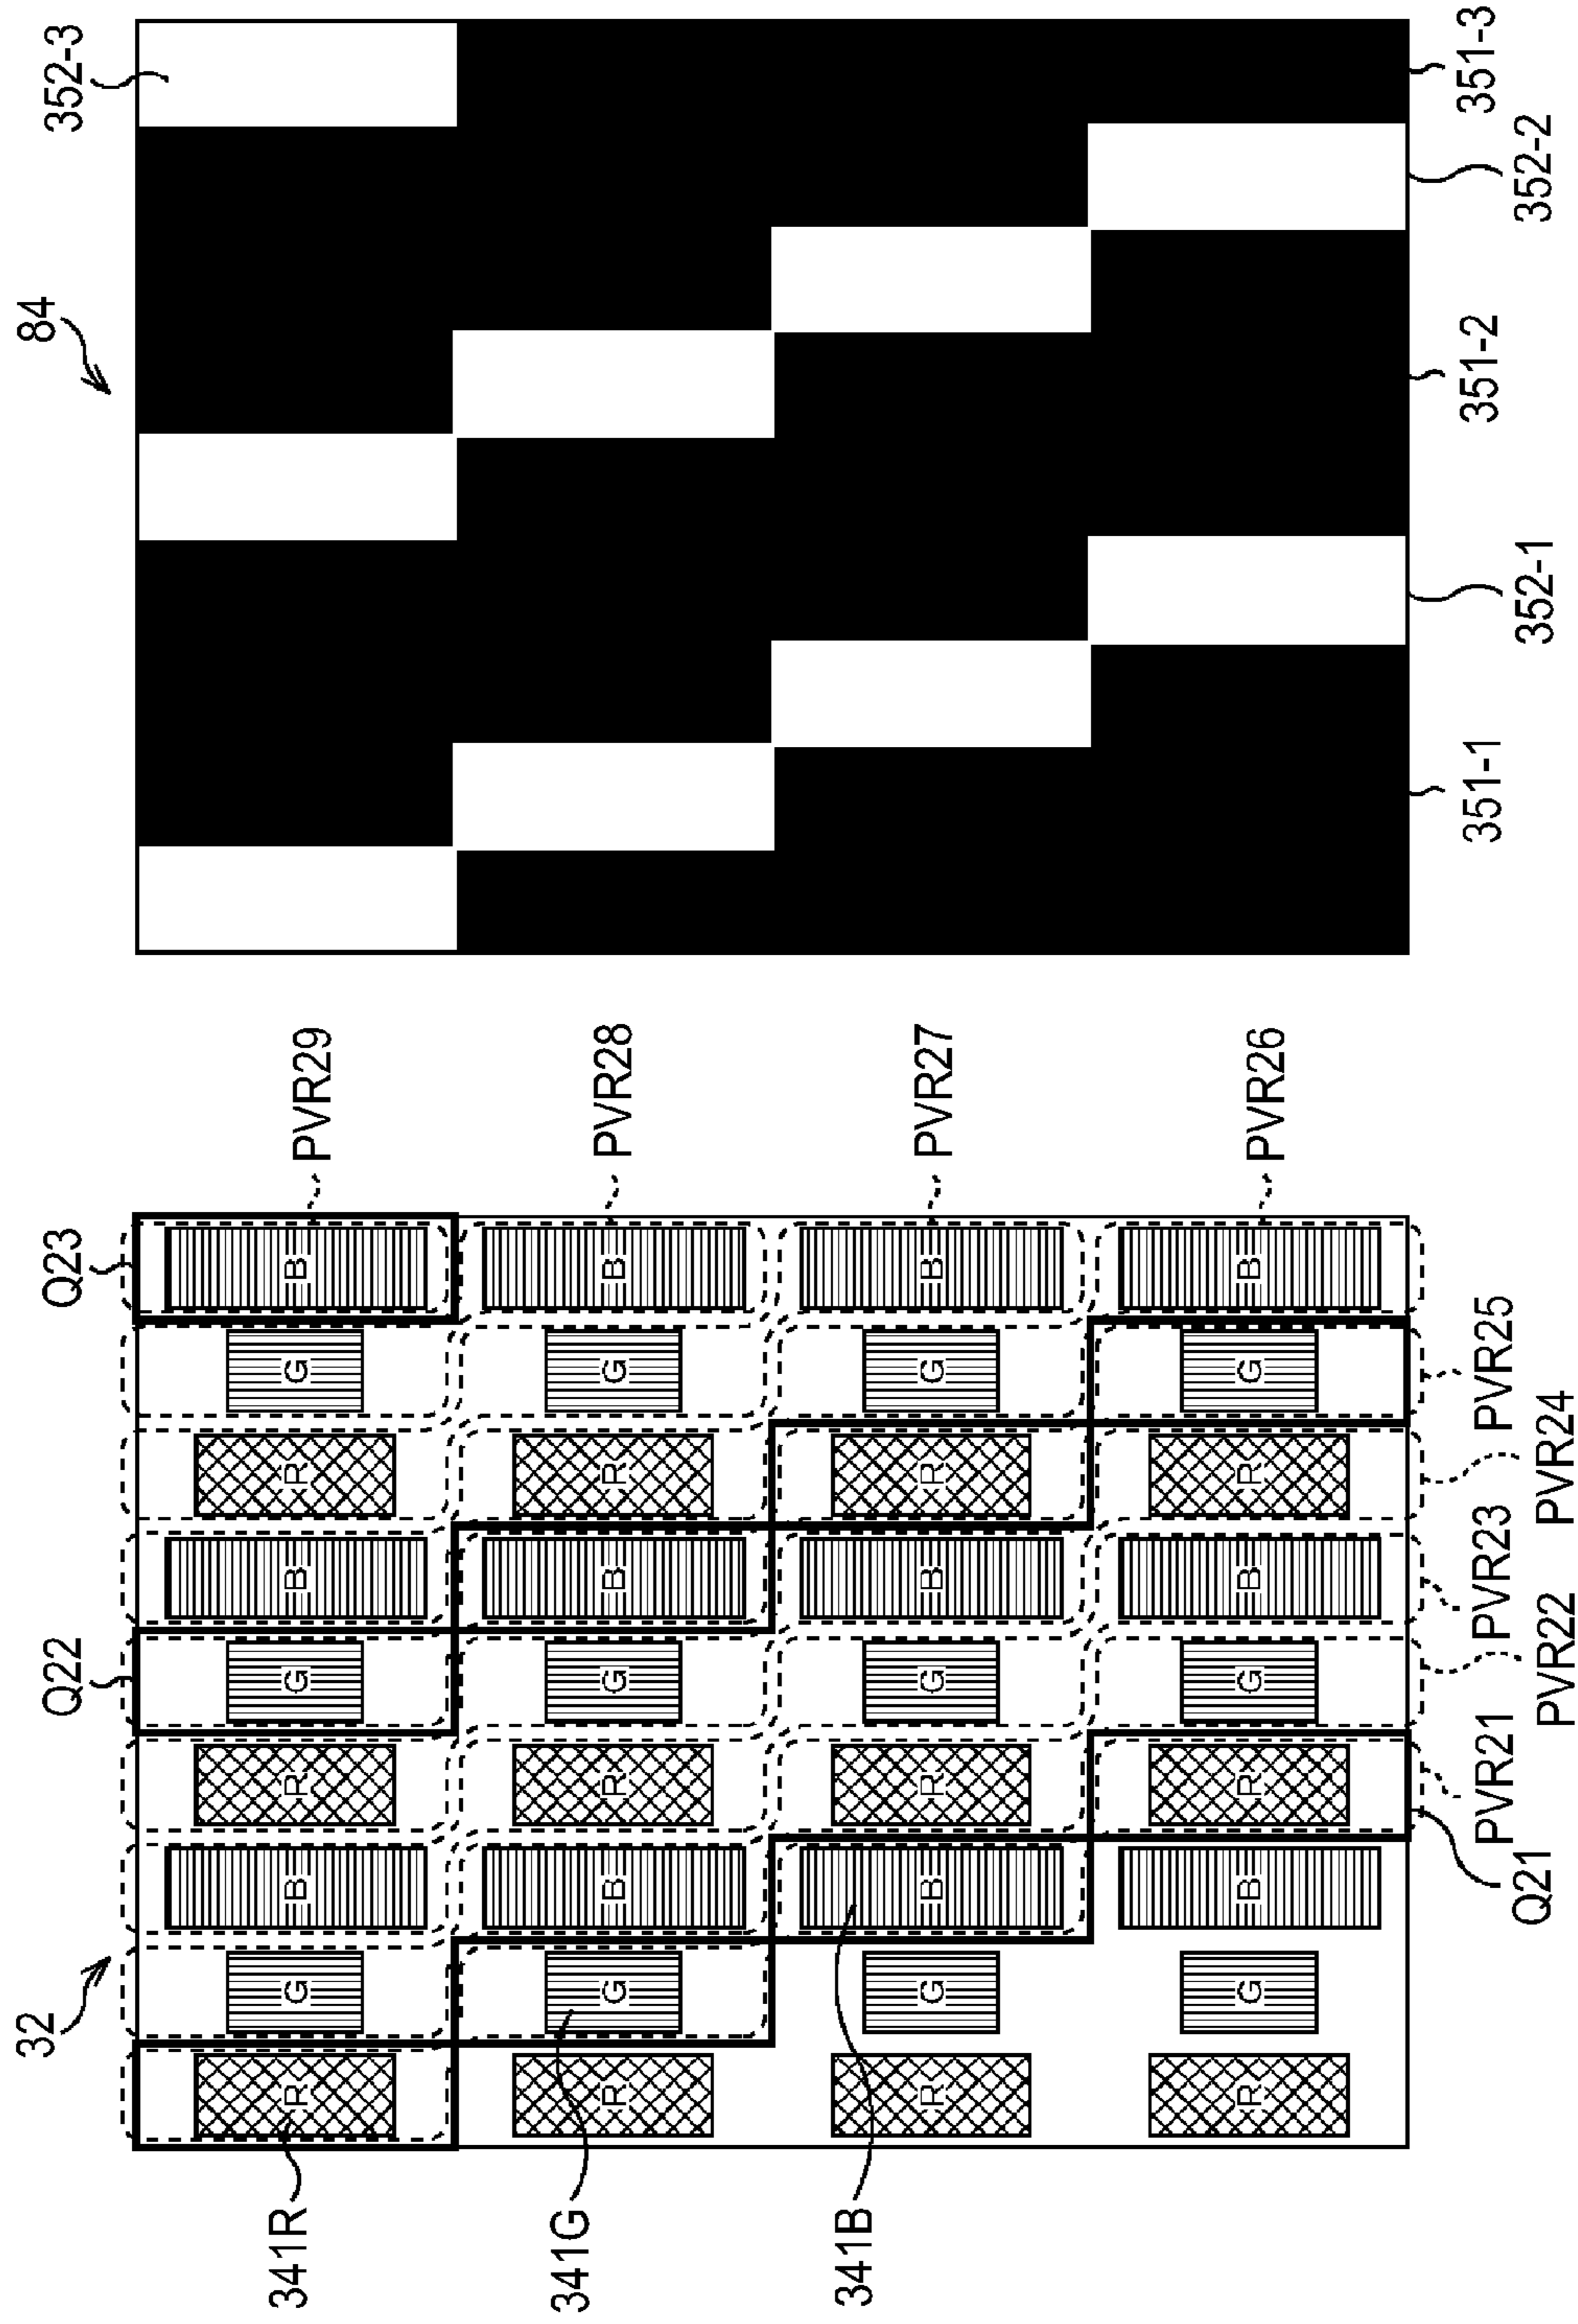 32 84
Q22 Q23 352-3
341R R G B R G B R G B PVR29
341G R G B R G B R G B PVR28
341B R G B R G B R G B PVR27
R G B R G B R G B PVR26
PVR21 PVR23 PVR25 351-1 351-2 351-3
Q21 PVR22 PVR24 352-1 352-2